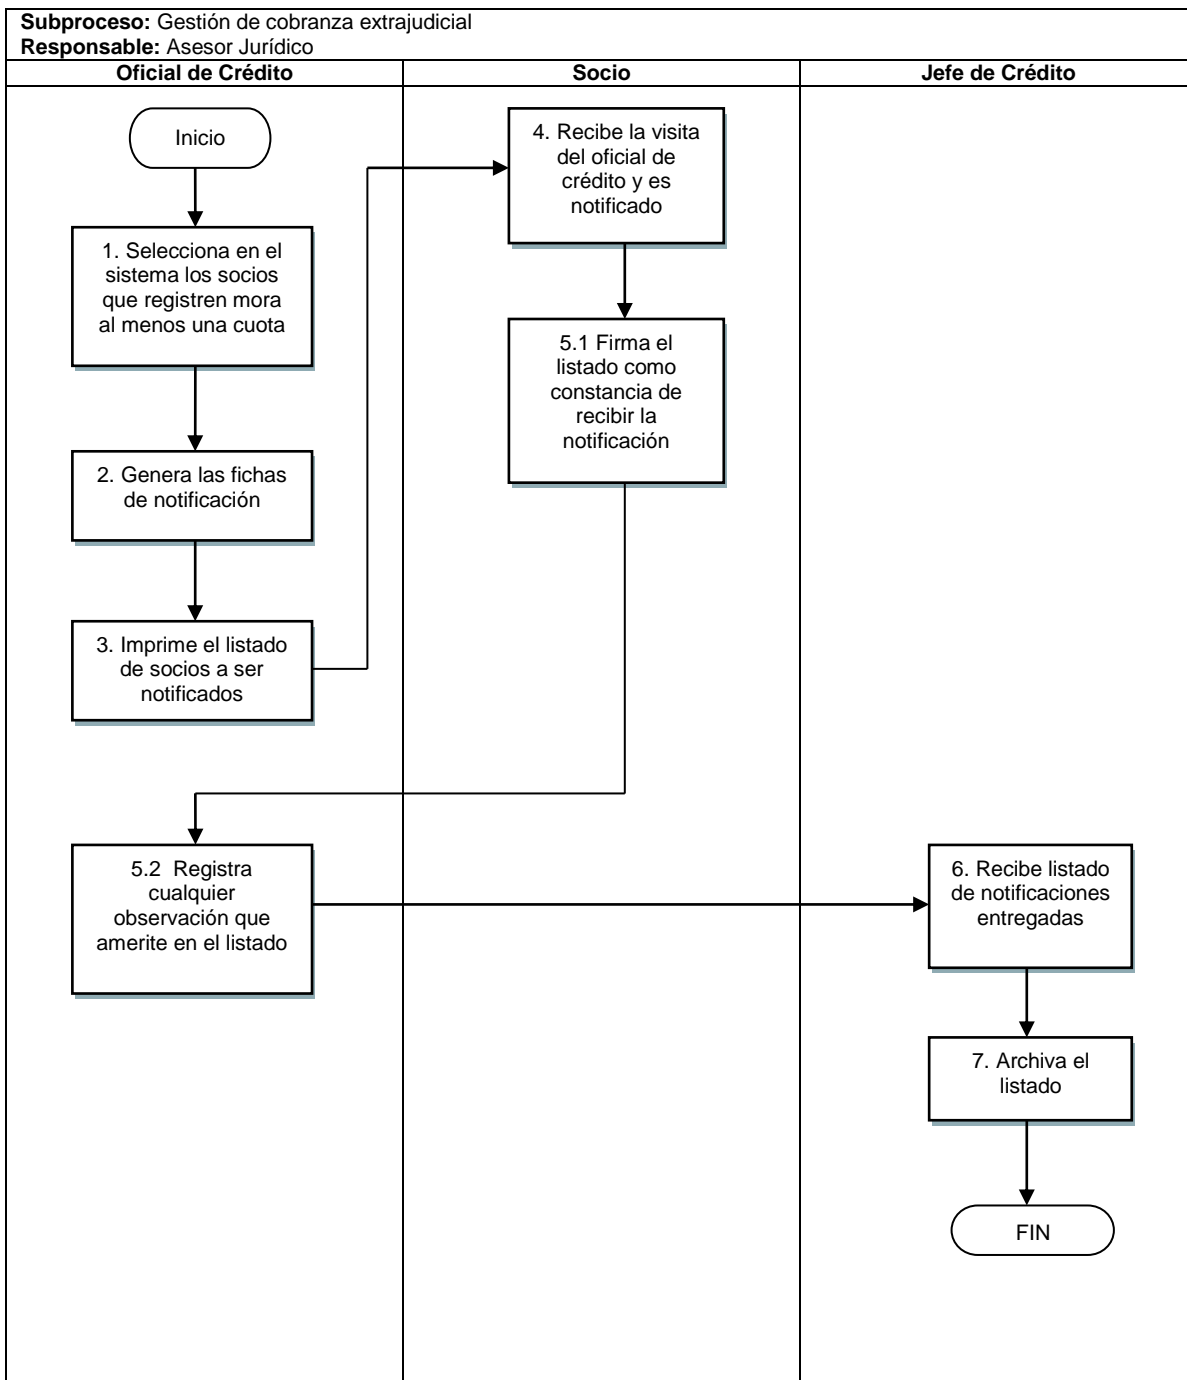 Subproceso: Gestión de cobranza extrajudicial
Responsable: Asesor Jurídico
Oficial de Crédito
Socio
Jefe de Crédito
Inicio
1. Selecciona en el
sistema los socios
que registren mora
al menos una cuota
2. Genera las fichas
de notificación
3. Imprime el listado
de socios a ser
notificados
4. Recibe la visita
del oficial de
crédito y es
notificado
5.1 Firma el
listado como
constancia de
recibir la
notificación
5.2 Registra
cualquier
observación que
amerite en el listado
6. Recibe listado
de notificaciones
entregadas
7. Archiva el
listado
FIN